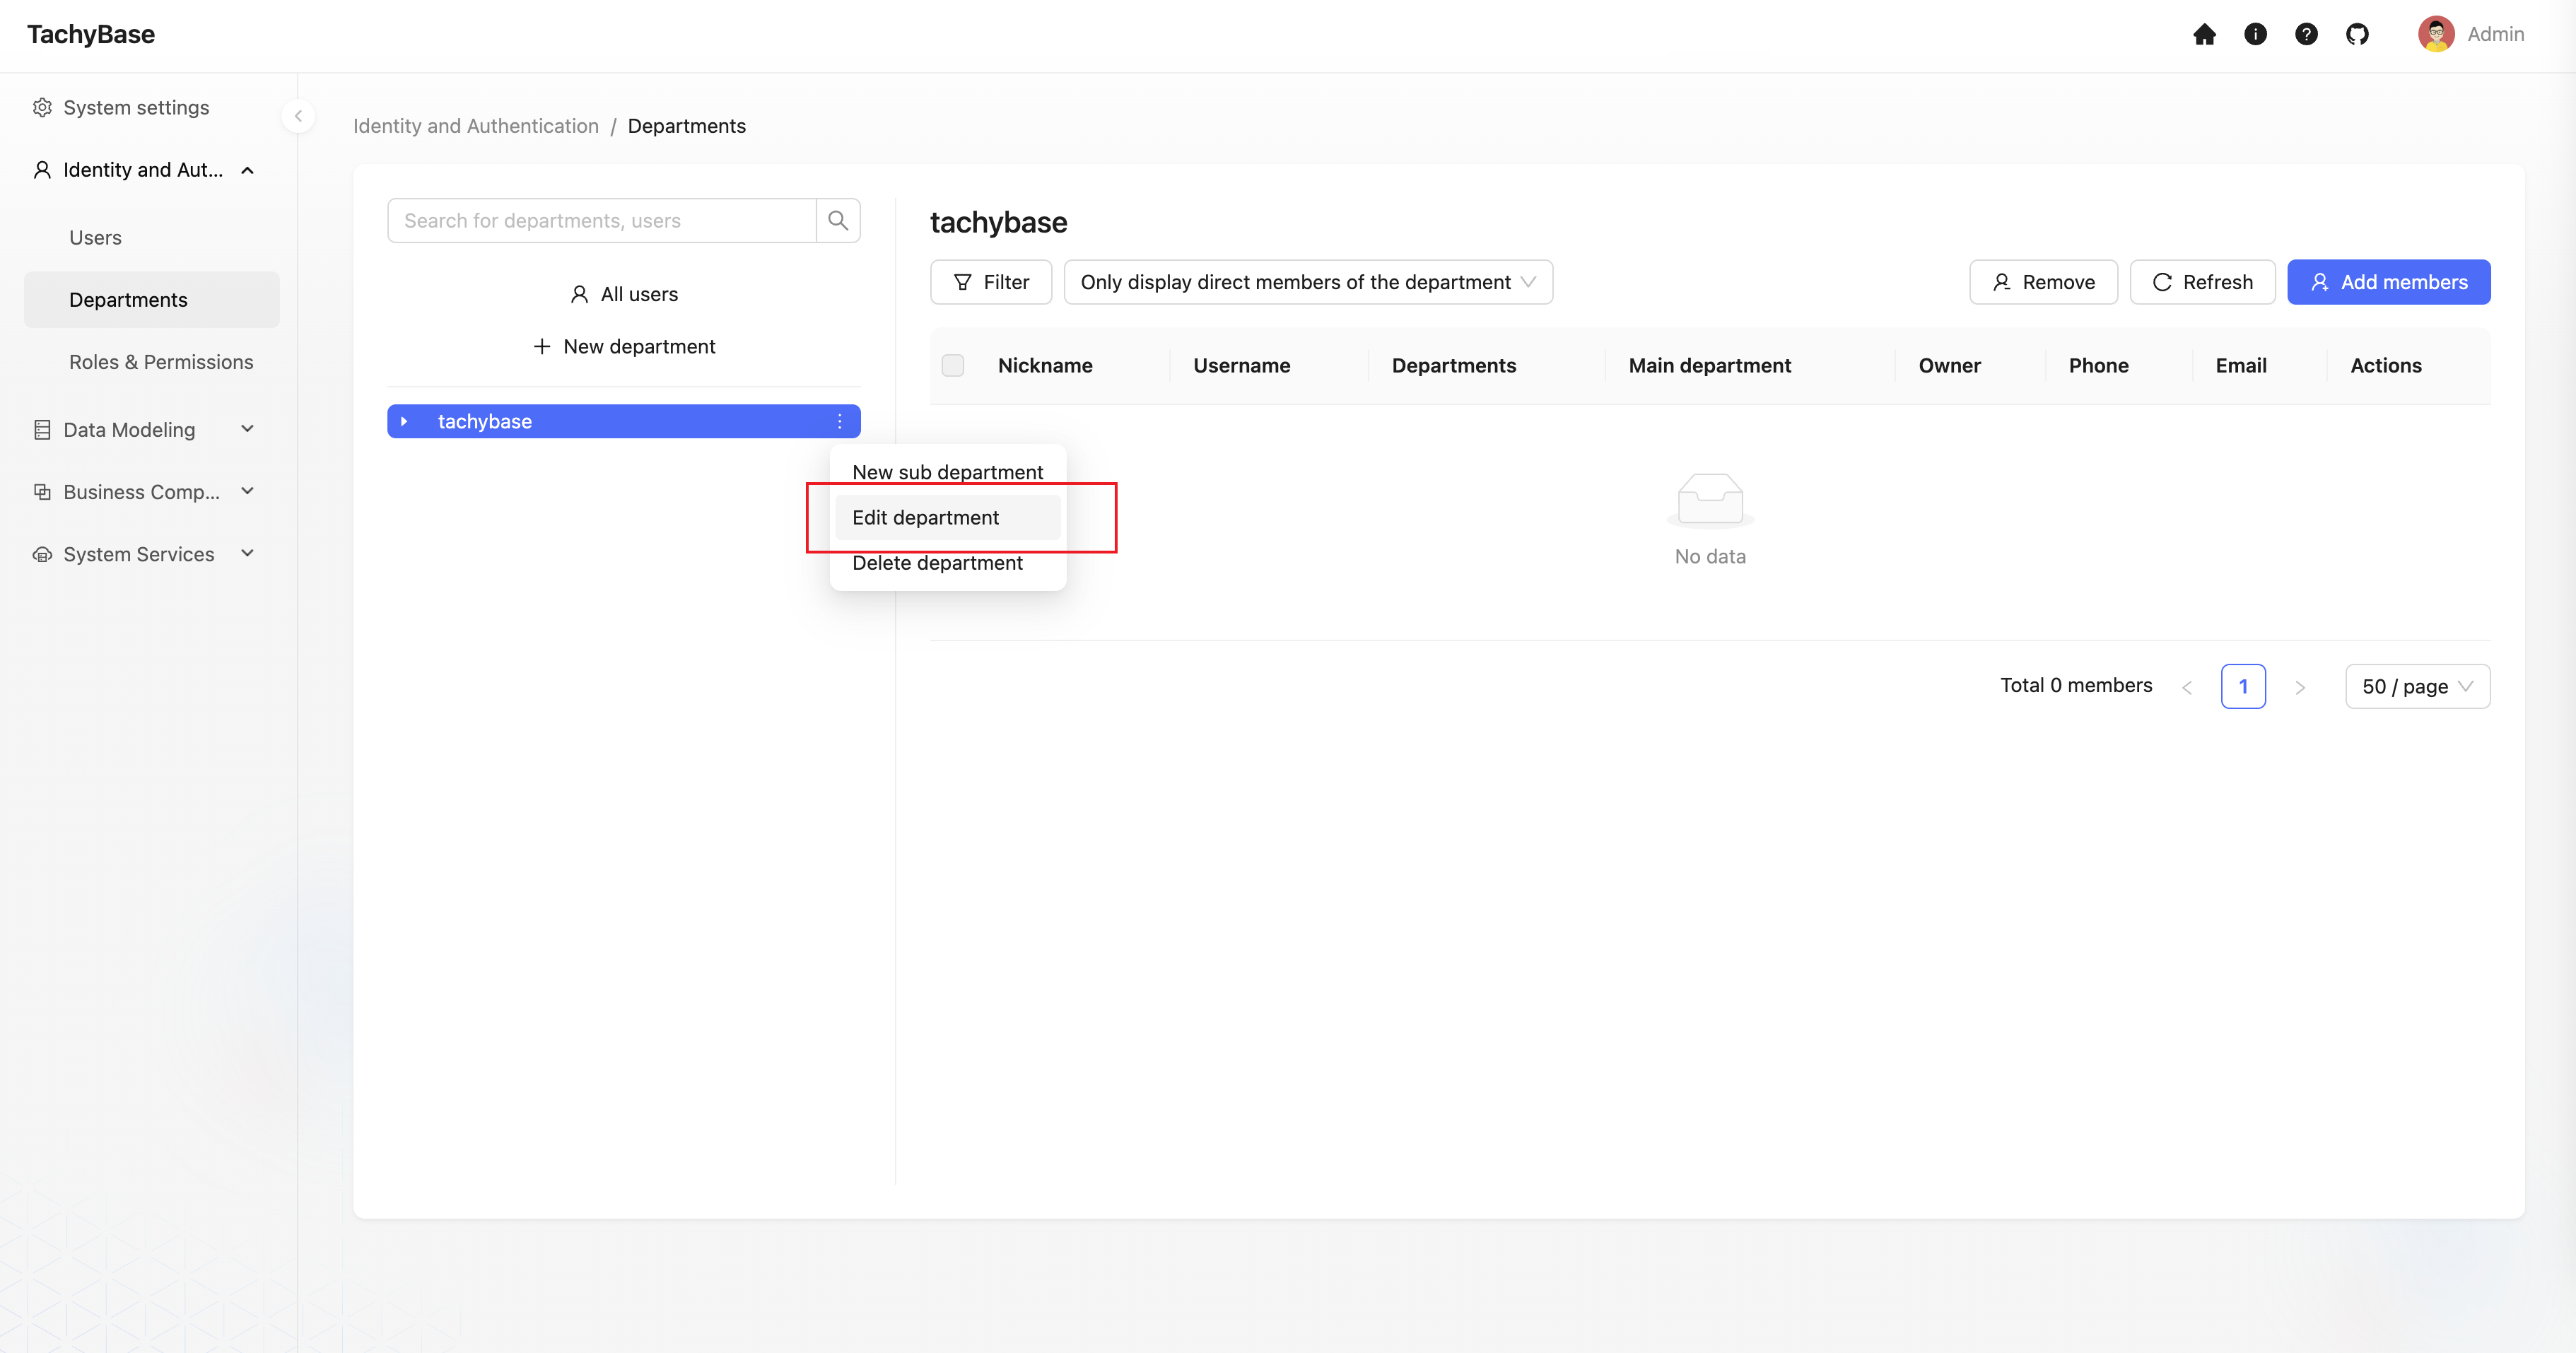 TachyBase
Admin
System settings
Identity and Aut...
Users
Departments
Roles & Permissions
Data Modeling
Business Comp...
System Services
Identity and Authentication / Departments
Search for departments, users
All users
New department
tachybase
New sub department
Edit department
Delete department
tachybase
Filter
Only display direct members of the department
Remove
Refresh
Add members
Nickname Username Departments Main department Owner Phone Email Actions
No data
Total 0 members
1
50 / page